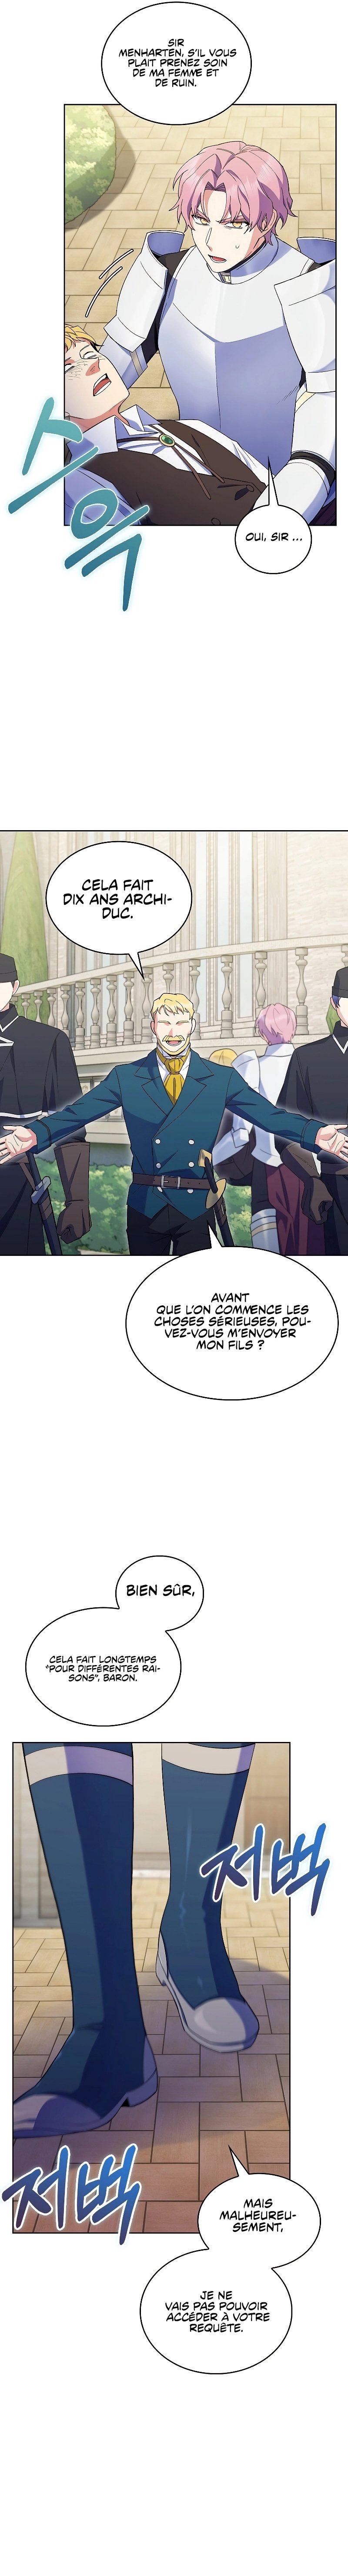 SIR
MENHARTEN, S'IL VOUS
PLAIT PRENEZ SOIN
DE MA FEMME ET
DE RUIN.
스윽
OUI, SIR ...
CELA FAIT
DIX ANS ARCHI-
DUC.
AVANT
QUE L'ON COMMENCE LES
CHOSES SÉRIEUSES, POU-
VEZ-VOUS M'ENVOYER
MON FILS ?
BIEN SÛR,
CELA FAIT LONGTEMPS
"POUR DIFFÉRENTES RAI-
SONS", BARON.
저벅
저벅
MAIS
MALHEUREU-
SEMENT,
JE NE
VAIS PAS POUVOIR
ACCÉDER À VOTRE
REQUÊTE.